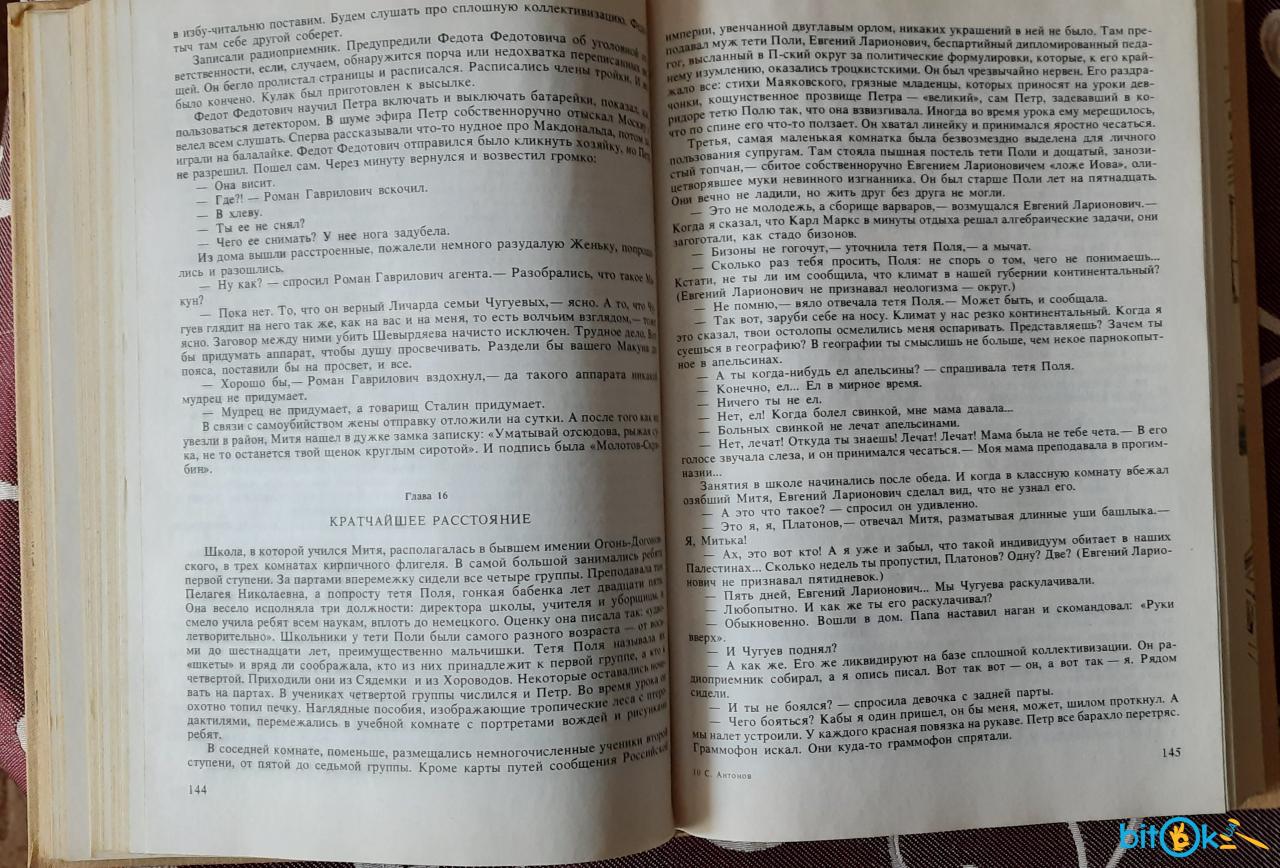 в избу-читальню поставим. Будем слушать про сплошную коллективизацию.
тыч там себе другой соберет.
Записали радиоприемник. Предупредили Федота Федотовича об уголовной
ветственности, если, случаем, обнаружится порча или недохватка переписанных
щей. Он бегло пролистал страницы и расписался. Расписались члены тройки. И
было кончено. Кулак был приготовлен к высылке.
Федот Федотович научил Петра включать и выключать батарейки, показал,
пользоваться детектором. В шуме эфира Петр собственноручно отыскал Москву
велел всем слушать. Сперва рассказывали что-то нудное про Макдональда, потом
играли на балалайке. Федот Федотович отправился было кликнуть хозяйку, но Петр
не разрешил. Пошел сам. Через минуту вернулся и возвестил громко:
— Она висит.
— Где?! — Роман Гаврилович вскочил.
— В хлеву.
— Ты ее не снял?
— Чего ее снимать? У нее нога задубела.
Из дома вышли расстроенные, пожалели немного разудалую Женьку, попроща
лись и разошлись.
— Ну как? — спросил Роман Гаврилович агента.— Разобрались, что такое Ма
кун?
— Пока нет. То, что он верный Личарда семьи Чугуевых,— ясно. А то, что Чу
гуев глядит на него так же, как на вас и на меня, то есть волчьим взглядом,— тоже
ясно. Заговор между ними убить Шевырдяева начисто исключен. Трудное дело. Вот
бы придумать аппарат, чтобы душу просвечивать. Раздели бы вашего Макуна до
пояса, поставили бы на просвет, и все.
— Хорошо бы,— Роман Гаврилович вздохнул,— да такого аппарата никакой
мудрец не придумает.
— Мудрец не придумает, а товарищ Сталин придумает.
В связи с самоубийством жены отправку отложили на сутки. А после того как их
увезли в район, Митя нашел в дужке замка записку: «Уматывай отсюдова, рыжая су
ка, не то останется твой щенок круглым сиротой». И подпись была «Молотов-Скря
бин».
Глава 16
КРАТЧАЙШЕЕ РАССТОЯНИЕ
Школа, в которой учился Митя, располагалась в бывшем имении Огонь-Догонов
ского, в трех комнатах кирпичного флигеля. В самой большой занимались ребята
первой ступени. За партами вперемежку сидели все четыре группы. Преподавала там
Пелагея Николаевна, а попросту тетя Поля, гонкая бабенка лет двадцати пяти.
Она весело исполняла три должности: директора школы, учителя и уборщицы и
смело учила ребят всем наукам, вплоть до немецкого. Оценку она писала так: «удо
летворительно». Школьники у тети Поли были самого разного возраста — от вось
ми до шестнадцати лет, преимущественно мальчишки. Тетя Поля называла их
«шкеты» и вряд ли соображала, кто из них принадлежит к первой группе, а кто к
четвертой. Приходили они из Сядемки и из Хороводов. Некоторые оставались ноче
вать на партах. В учениках четвертой группы числился и Петр. Во время урока он
охотно топил печку. Наглядные пособия, изображающие тропические леса с птеро
дактилями, перемежались в учебной комнате с портретами вождей и рисунками
ребят.
В соседней комнате, поменьше, размещались немногочисленные ученики второй
ступени, от пятой до седьмой группы. Кроме карты путей сообщения Российской
144
империи, увенчанной двуглавым орлом, никаких украшений в ней не было. Там пре-
подавал муж тети Поли, Евгений Ларионович, беспартийный дипломированный педа-
гог, высланный в П-ский округ за политические формулировки, которые, к его край-
нему изумлению, оказались троцкистскими. Он был чрезвычайно нервен. Его раздра-
жало все: стихи Маяковского, грязные младенцы, которых приносят на уроки дев-
чонки, кощунственное прозвище Петра — «великий», сам Петр, задевавший в ко-
ридоре тетю Полю так, что она взвизгивала. Иногда во время урока ему мерещилось,
что по спине его что-то ползает. Он хватал линейку и принимался яростно чесаться.
Третья, самая маленькая комнатка была безвозмездно выделена для личного
пользования супругам. Там стояла пышная постель тети Поли и дощатый, занози-
стый топчан,— сбитое собственноручно Евгением Ларионовичем «ложе Иова», оли-
цетворявшее муки невинного изгнанника. Он был старше Поли лет на пятнадцать.
Они вечно не ладили, но жить друг без друга не могли.
— Это не молодежь, а сборище варваров,— возмущался Евгений Ларионович.—
Когда я сказал, что Карл Маркс в минуты отдыха решал алгебраические задачи, они
загоготали, как стадо бизонов.
— Бизоны не гогочут,— уточнила тетя Поля,— а мычат.
— Сколько раз тебя просить, Поля: не спорь о том, чего не понимаешь...
Кстати, не ты ли им сообщила, что климат в нашей губернии континентальный?
(Евгений Ларионович не признавал неологизма — округ.)
— Не помню,— вяло отвечала тетя Поля.— Может быть, и сообщала.
— Так вот, заруби себе на носу. Климат у нас резко континентальный. Когда я
это сказал, твои остолопы осмелились меня оспаривать. Представляешь? Зачем ты
суешься в географию? В географии ты смыслишь не больше, чем некое парнокопыт-
ное в апельсинах.
— А ты когда-нибудь ел апельсины? — спрашивала тетя Поля.
— Конечно, ел... Ел в мирное время.
— Ничего ты не ел.
— Нет, ел! Когда болел свинкой, мне мама давала...
— Больных свинкой не лечат апельсинами.
— Нет, лечат! Откуда ты знаешь! Лечат! Лечат! Мама была не тебе чета.— В его
голосе звучала слеза, и он принимался чесаться.— Моя мама преподавала в прогим-
назии...
Занятия в школе начинались после обеда. И когда в классную комнату вбежал
озябший Митя, Евгений Ларионович сделал вид, что не узнал его.
— А это что такое? — спросил он удивленно.
— Это я, я, Платонов,— отвечал Митя, разматывая длинные уши башлыка.—
Я, Митька!
— Ах, это вот кто! А я уже и забыл, что такой индивидуум обитает в наших
Палестинах... Сколько недель ты пропустил, Платонов? Одну? Две? (Евгений Ларио-
нович не признавал пятидневок.)
— Пять дней, Евгений Ларионович... Мы Чугуева раскулачивали.
— Любопытно. И как же ты его раскулачивал?
— Обыкновенно. Вошли в дом. Папа наставил наган и скомандовал: «Руки
вверх».
— И Чугуев поднял?
— А как же. Его же ликвидируют на базе сплошной коллективизации. Он ра-
диоприемник собирал, а я опись писал. Вот так вот — он, а вот так — я. Рядом
сидели.
— И ты не боялся? — спросила девочка с задней парты.
— Чего бояться? Кабы я один пришел, он бы меня, может, шилом проткнул. А
мы налет устроили. У каждого красная повязка на рукаве. Петр все барахло перетряс.
Граммофон искал. Они куда-то граммофон спрятали.
10 С. Антонов
145
bitOk